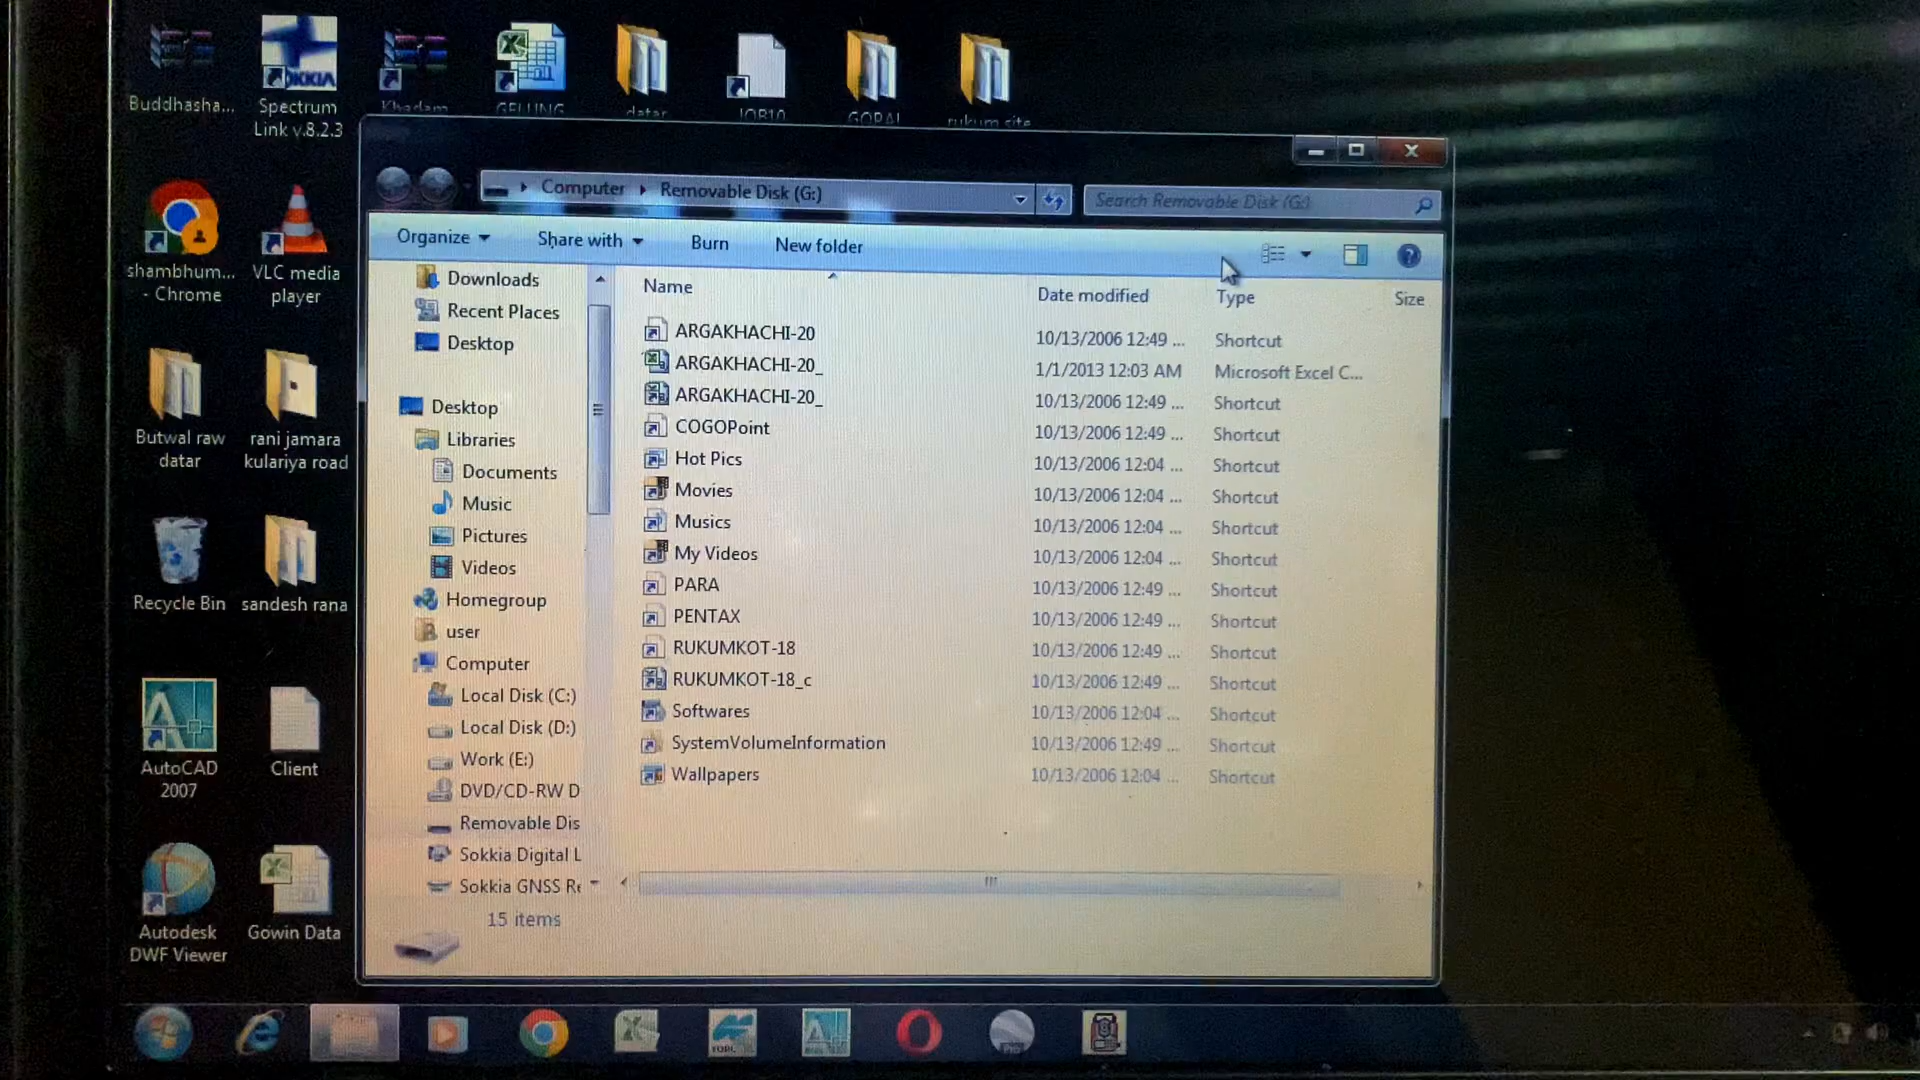 Buddhasha...
SOKKIA
Spectrum
Link v.8.2.3
Khadam
GELUNG
datar
JOB10
GOPAL
rukum site
Computer
Removable Disk (G:)
Search Removable Disk (G:)
Organize
Share with
Burn
New folder
shambhum...
- Chrome
VLC media
player
Butwal raw
datar
rani jamara
kulariya road
Recycle Bin
sandesh rana
AutoCAD
2007
Client
Autodesk
DWF Viewer
Gowin Data
Downloads
Recent Places
Desktop
Desktop
Libraries
Documents
Music
Pictures
Videos
Homegroup
user
Computer
Local Disk (C:)
Local Disk (D:)
Work (E:)
DVD/CD-RW D
Removable Dis
Sokkia Digital L
Sokkia GNSS Re
Name Date modified Type Size
ARGAKHACHI-20 10/13/2006 12:49 ... Shortcut
ARGAKHACHI-20_ 1/1/2013 12:03 AM Microsoft Excel C...
ARGAKHACHI-20_ 10/13/2006 12:49 ... Shortcut
COGOPoint 10/13/2006 12:49 ... Shortcut
Hot Pics 10/13/2006 12:04 ... Shortcut
Movies 10/13/2006 12:04 ... Shortcut
Musics 10/13/2006 12:04 ... Shortcut
My Videos 10/13/2006 12:04 ... Shortcut
PARA 10/13/2006 12:49 ... Shortcut
PENTAX 10/13/2006 12:49 ... Shortcut
RUKUMKOT-18 10/13/2006 12:49 ... Shortcut
RUKUMKOT-18_c 10/13/2006 12:49 ... Shortcut
Softwares 10/13/2006 12:04 ... Shortcut
SystemVolumeInformation 10/13/2006 12:49 ... Shortcut
Wallpapers 10/13/2006 12:04 ... Shortcut
15 items
Pro